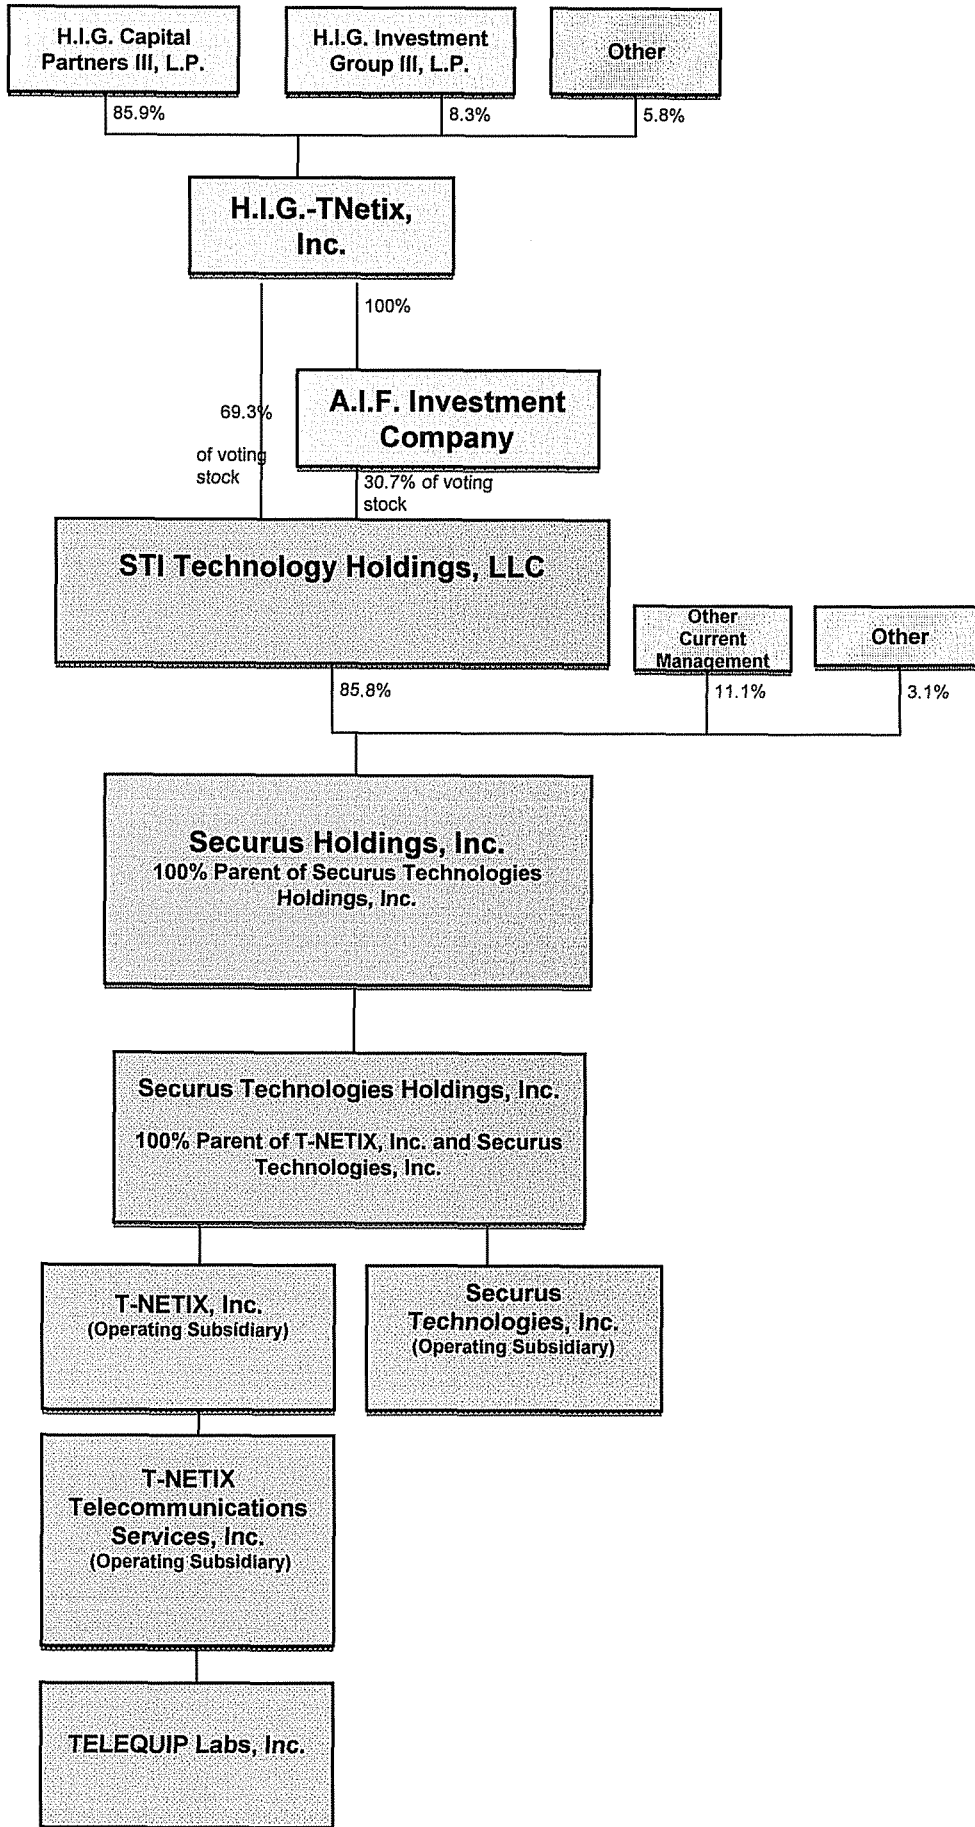 H.I.G. Capital
Partners III, L.P.
H.I.G. Investment
Group III, L.P.
Other
85.9%
8.3%
5.8%
H.I.G.-TNetix,
Inc.
100%
69.3%
of voting
stock
A.I.F. Investment
Company
30.7% of voting
stock
STI Technology Holdings, LLC
Other
Current
Management
Other
85.8%
11.1%
3.1%
Securus Holdings, Inc.
100% Parent of Securus Technologies
Holdings, Inc.
Securus Technologies Holdings, Inc.
100% Parent of T-NETIX, Inc. and Securus
Technologies, Inc.
T-NETIX, Inc.
(Operating Subsidiary)
Securus
Technologies, Inc.
(Operating Subsidiary)
T-NETIX
Telecommunications
Services, Inc.
(Operating Subsidiary)
TELEQUIP Labs, Inc.